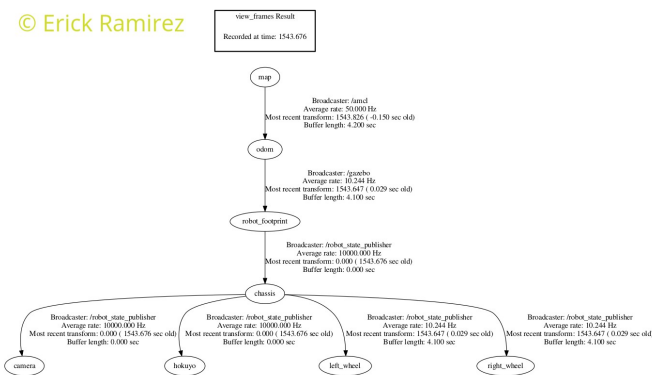 © Erick Ramirez
view_frames Result
Recorded at time: 1543.676
map
Broadcaster: /amcl
Average rate: 50.000 Hz
Most recent transform: 1543.826 ( -0.150 sec old)
Buffer length: 4.200 sec
odom
Broadcaster: /gazebo
Average rate: 10.244 Hz
Most recent transform: 1543.647 ( 0.029 sec old)
Buffer length: 4.100 sec
robot_footprint
Broadcaster: /robot_state_publisher
Average rate: 10000.000 Hz
Most recent transform: 0.000 ( 1543.676 sec old)
Buffer length: 0.000 sec
chassis
Broadcaster: /robot_state_publisher
Average rate: 10000.000 Hz
Most recent transform: 0.000 ( 1543.676 sec old)
Buffer length: 0.000 sec
Broadcaster: /robot_state_publisher
Average rate: 10000.000 Hz
Most recent transform: 0.000 ( 1543.676 sec old)
Buffer length: 0.000 sec
Broadcaster: /robot_state_publisher
Average rate: 10.244 Hz
Most recent transform: 1543.647 ( 0.029 sec old)
Buffer length: 4.100 sec
Broadcaster: /robot_state_publisher
Average rate: 10.244 Hz
Most recent transform: 1543.647 ( 0.029 sec old)
Buffer length: 4.100 sec
camera
hokuyo
left_wheel
right_wheel